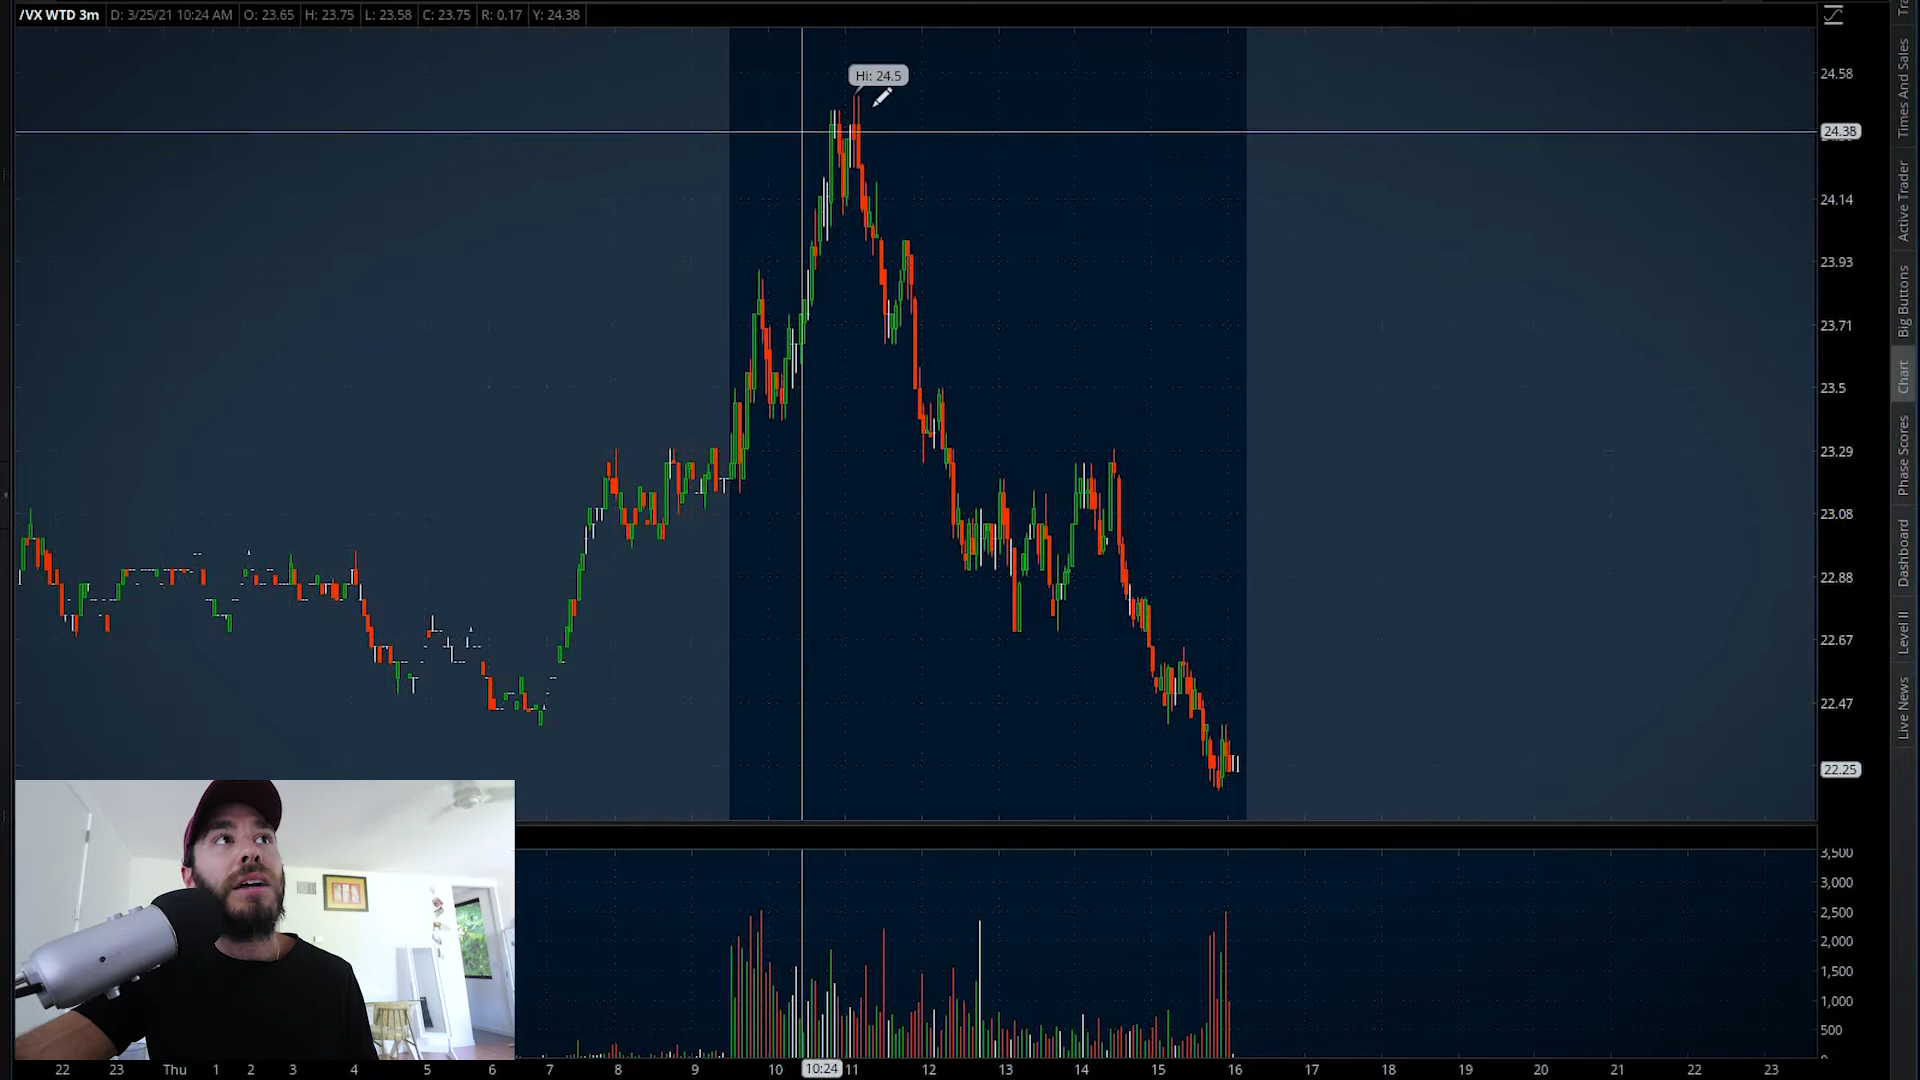 /VX WTD 3m D: 3/25/21 10:24 AM O: 23.65 H: 23.75 L: 23.58 C: 23.75 R: 0.17 Y: 24.38
Hi: 24.5
24.58
24.38
24.14
23.93
23.71
23.5
23.29
23.08
22.88
22.67
22.47
22.25
3,500
3,000
2,500
2,000
1,500
1,000
500
22 23 Thu 1 2 3 4 5 6 7 8 9 10 10:24 11 12 13 14 15 16 17 18 19 20 21 22 23
Times And Sales
Active Trader
Big Buttons
Chart
Phase Scores
Dashboard
Level II
Live News